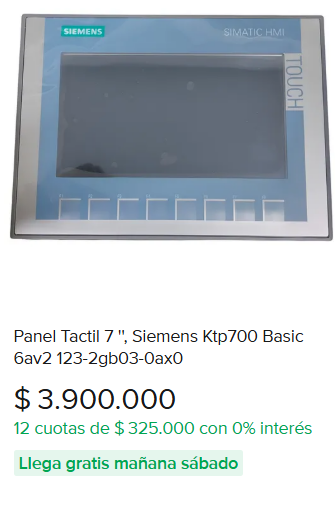 SIEMENS
SIMATIC HMI
TOUCH
Panel Tactil 7 ", Siemens Ktp700 Basic
6av2 123-2gb03-0ax0
$ 3.900.000
12 cuotas de $ 325.000 con 0% interés
Llega gratis mañana sábado